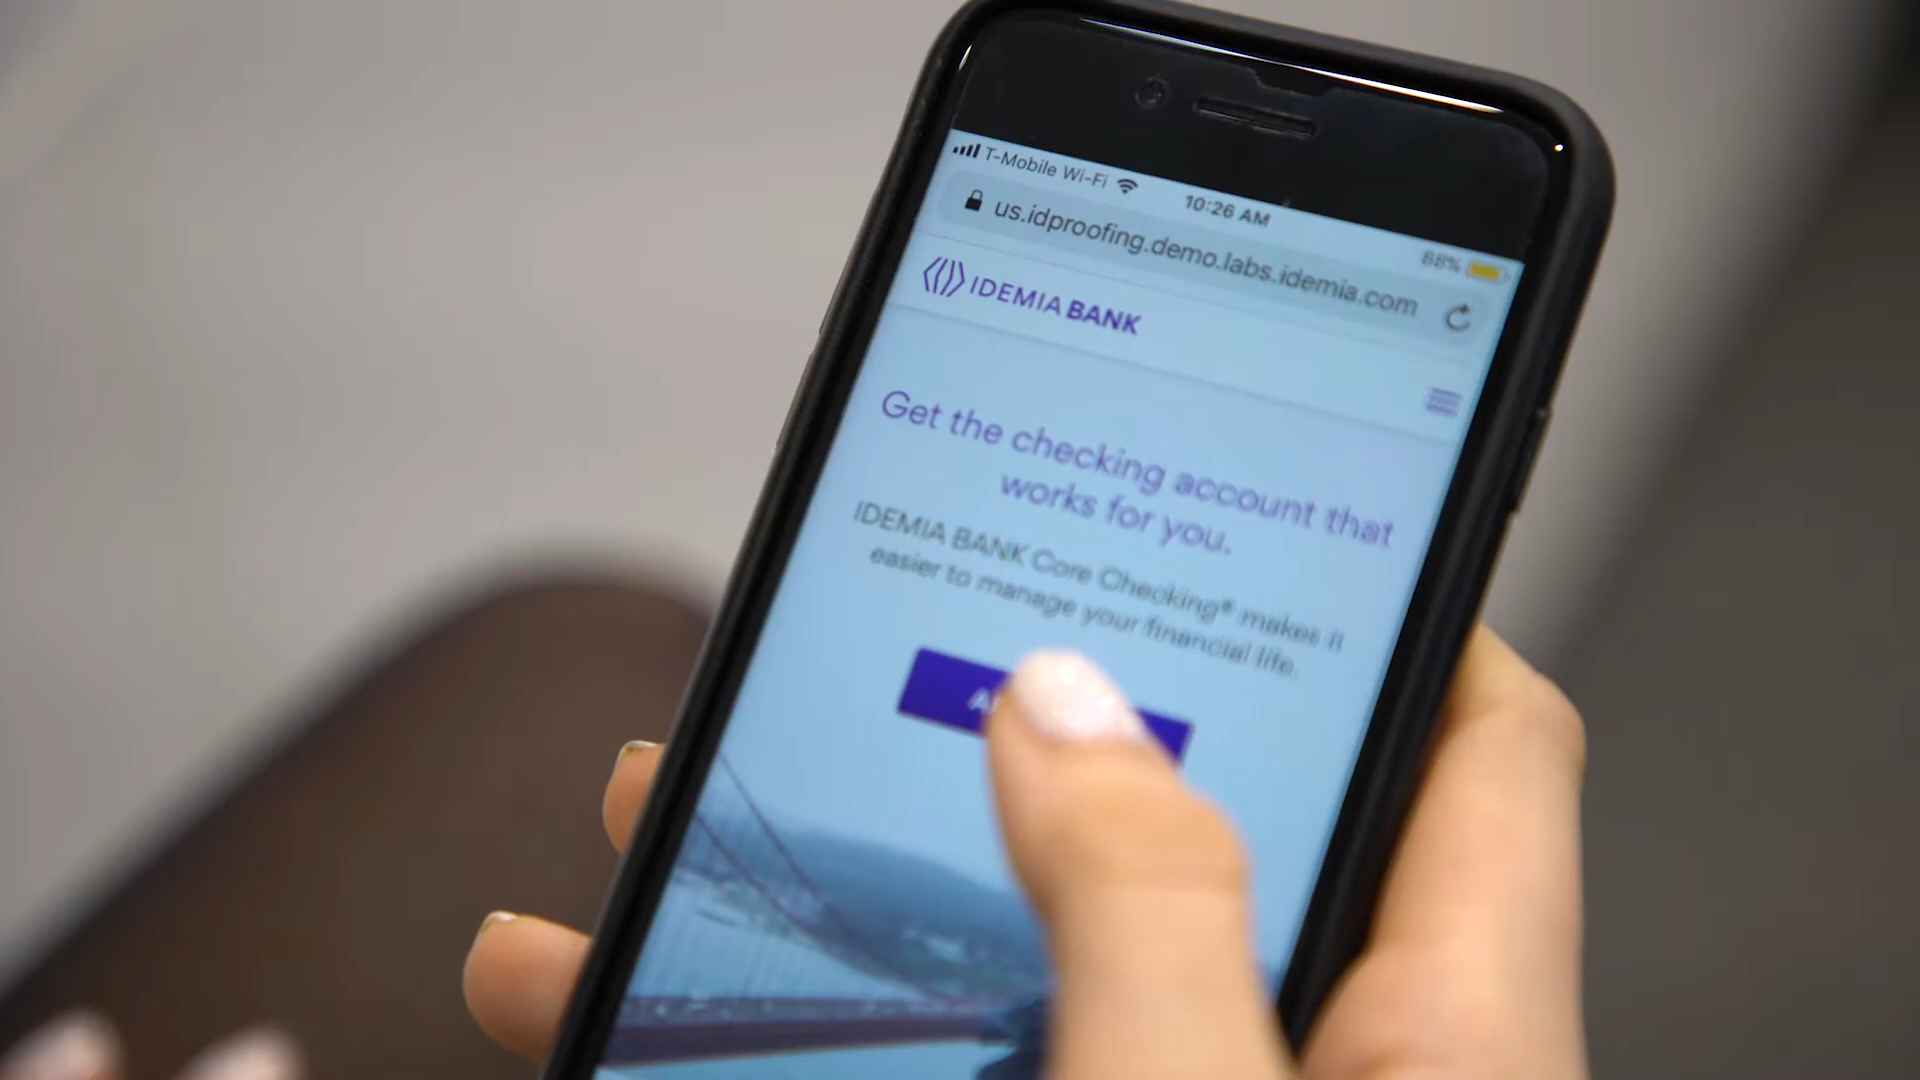 T-Mobile Wi-Fi 10:26 AM 88%
us.idproofing.demo.labs.idemia.com
IDEMIA BANK
Get the checking account that
works for you.
IDEMIA BANK Core Checking® makes it
easier to manage your financial life.